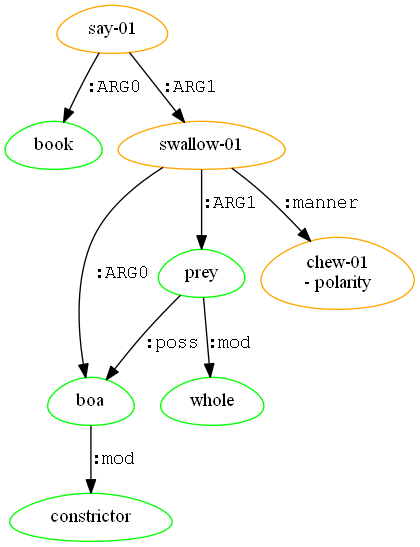 say-01
:ARG0 :ARG1
book
swallow-01
:ARG1 :manner
:ARG0
prey
chew-01
- polarity
:poss :mod
boa
whole
:mod
constrictor